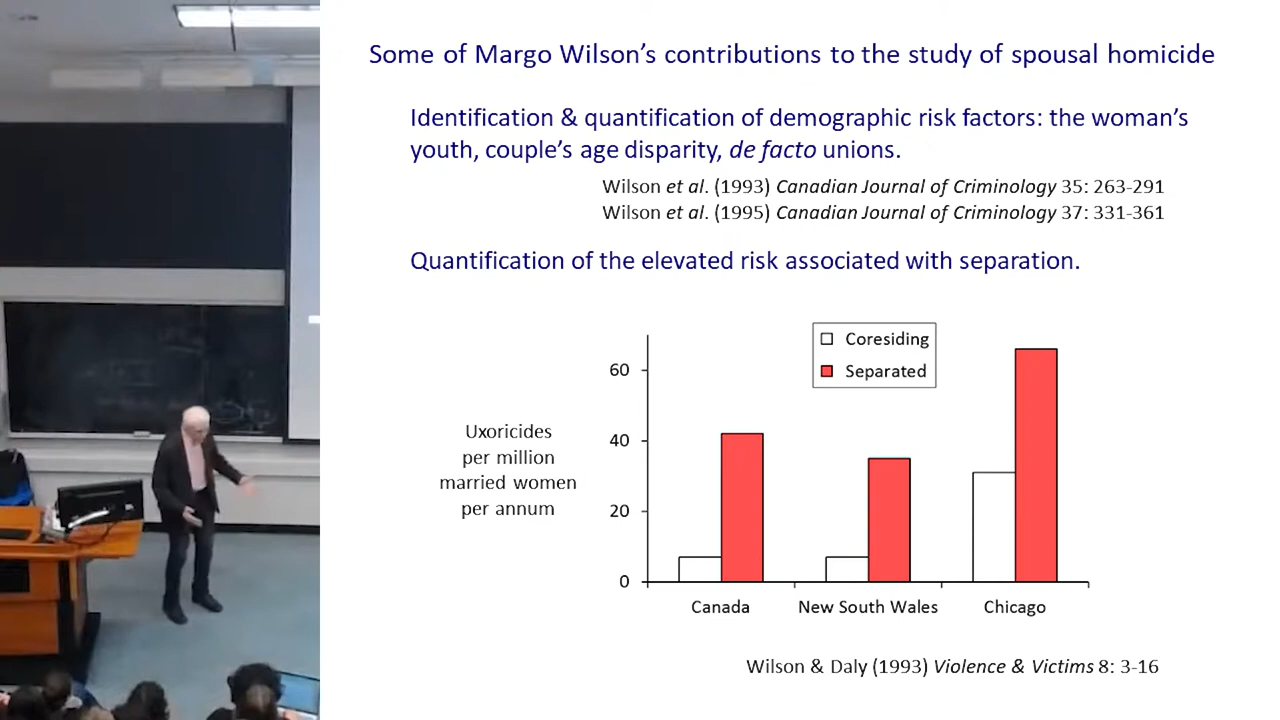 Some of Margo Wilson's contributions to the study of spousal homicide
Identification & quantification of demographic risk factors: the woman's
youth, couple's age disparity, de facto unions.
Wilson et al. (1993) Canadian Journal of Criminology 35: 263-291
Wilson et al. (1995) Canadian Journal of Criminology 37: 331-361
Quantification of the elevated risk associated with separation.
Coresiding
Separated
60
40
20
0
Uxoricides
per million
married women
per annum
Canada New South Wales Chicago
Wilson & Daly (1993) Violence & Victims 8: 3-16